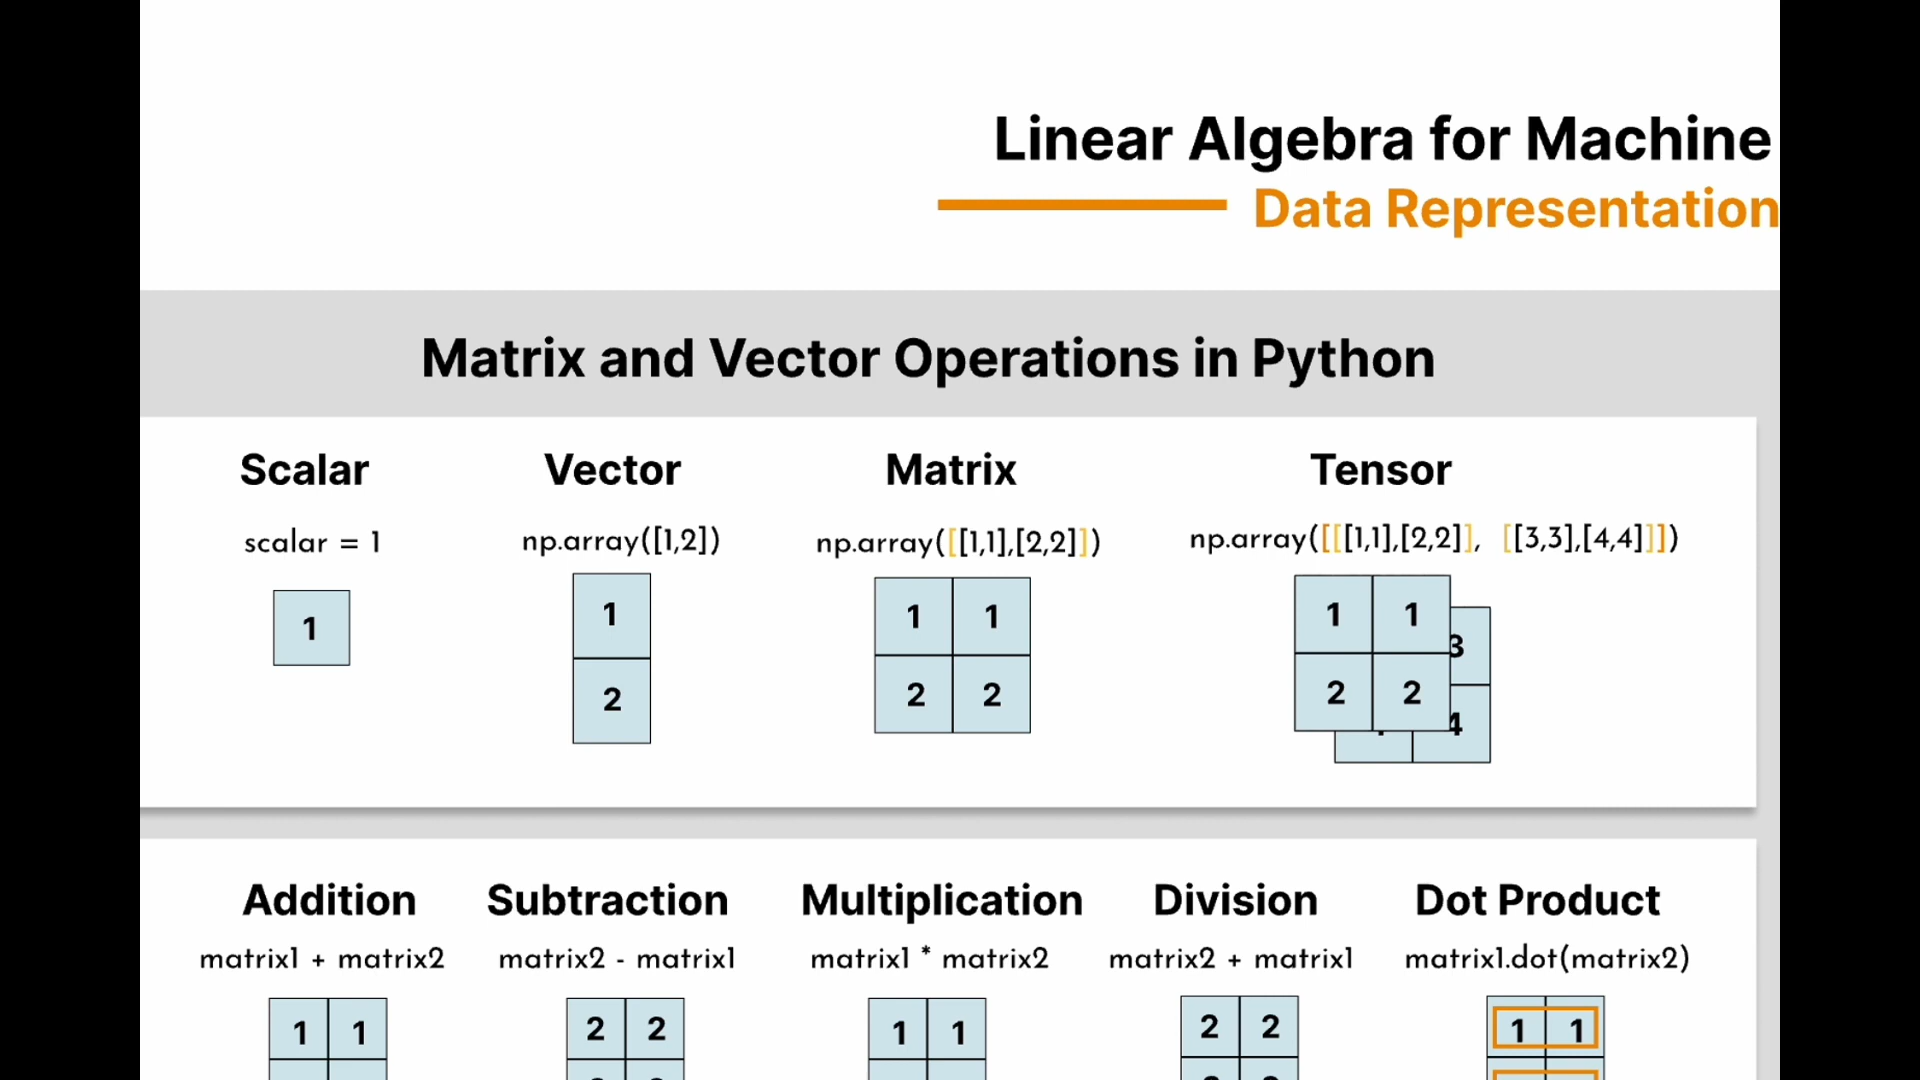 Linear Algebra for Machine
Data Representation
Matrix and Vector Operations in Python
Scalar Vector Matrix Tensor
scalar = 1 np.array([1,2]) np.array([[1,1],[2,2]]) np.array([[[1,1],[2,2]], [[3,3],[4,4]]])
1 1 1 1 1 1 3
2 2 2 2 2 4
Addition Subtraction Multiplication Division Dot Product
matrix1 + matrix2 matrix2 - matrix1 matrix1 * matrix2 matrix2 + matrix1 matrix1.dot(matrix2)
1 1 2 2 1 1 2 2 1 1